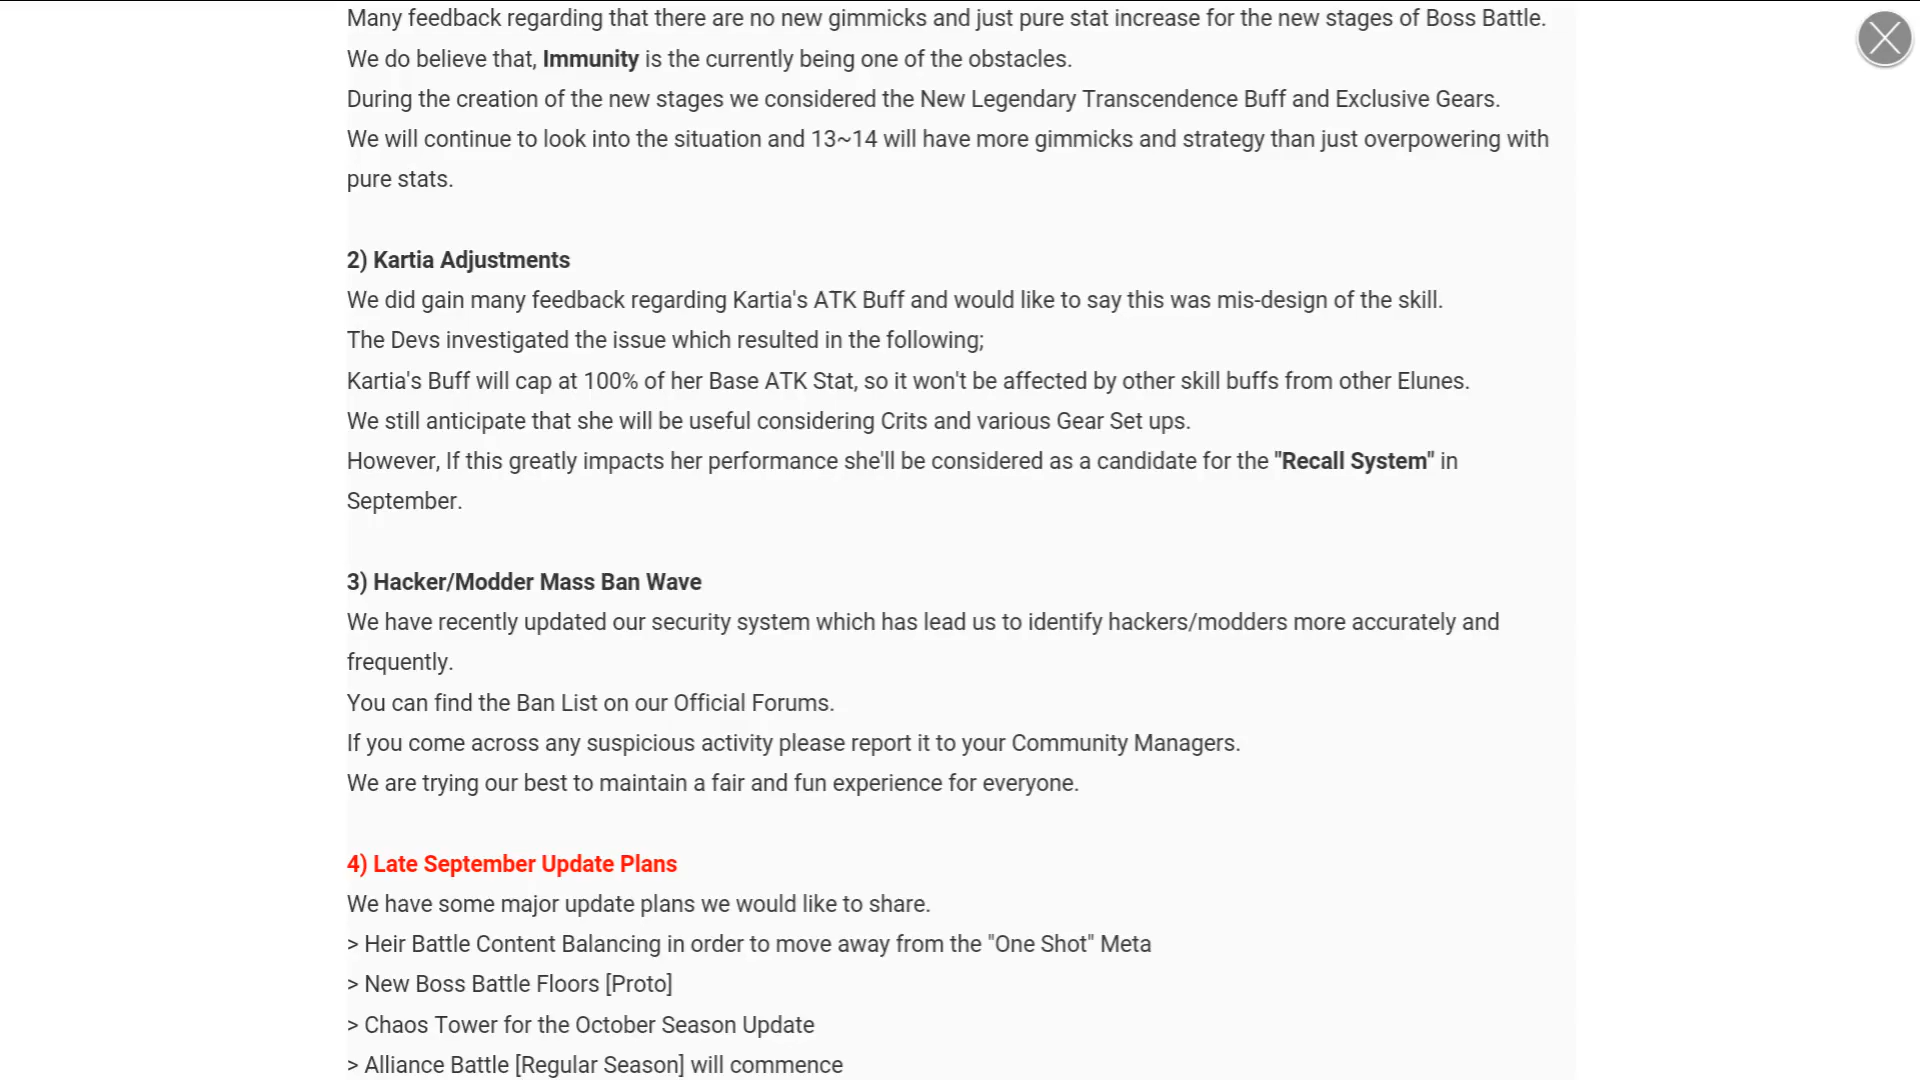 Many feedback regarding that there are no new gimmicks and just pure stat increase for the new stages of Boss Battle.
We do believe that, Immunity is the currently being one of the obstacles.
During the creation of the new stages we considered the New Legendary Transcendence Buff and Exclusive Gears.
We will continue to look into the situation and 13~14 will have more gimmicks and strategy than just overpowering with
pure stats.
2) Kartia Adjustments
We did gain many feedback regarding Kartia's ATK Buff and would like to say this was mis-design of the skill.
The Devs investigated the issue which resulted in the following;
Kartia's Buff will cap at 100% of her Base ATK Stat, so it won't be affected by other skill buffs from other Elunes.
We still anticipate that she will be useful considering Crits and various Gear Set ups.
However, If this greatly impacts her performance she'll be considered as a candidate for the "Recall System" in
September.
3) Hacker/Modder Mass Ban Wave
We have recently updated our security system which has lead us to identify hackers/modders more accurately and
frequently.
You can find the Ban List on our Official Forums.
If you come across any suspicious activity please report it to your Community Managers.
We are trying our best to maintain a fair and fun experience for everyone.
4) Late September Update Plans
We have some major update plans we would like to share.
> Heir Battle Content Balancing in order to move away from the "One Shot" Meta
> New Boss Battle Floors [Proto]
> Chaos Tower for the October Season Update
> Alliance Battle [Regular Season] will commence